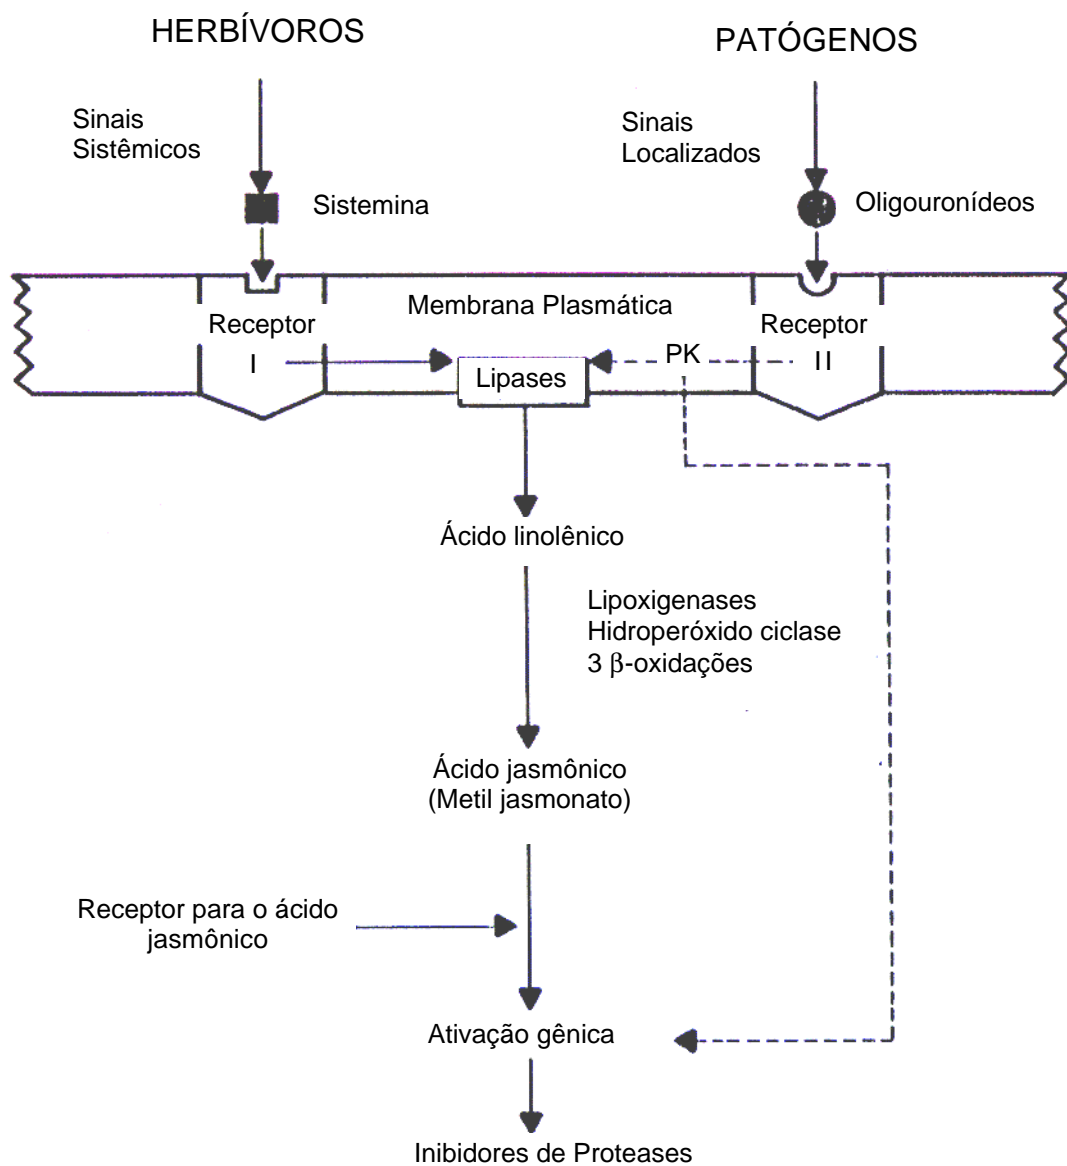 HERBÍVOROS
PATÓGENOS
Sinais
Sistêmicos
Sinais
Localizados
Sistemina
Oligouronídeos
Membrana Plasmática
Receptor
I
Receptor
II
PK
Lipases
Ácido linolênico
Lipoxigenases
Hidroperóxido ciclase
3 β-oxidações
Ácido jasmônico
(Metil jasmonato)
Receptor para o ácido
jasmônico
Ativação gênica
Inibidores de Proteases